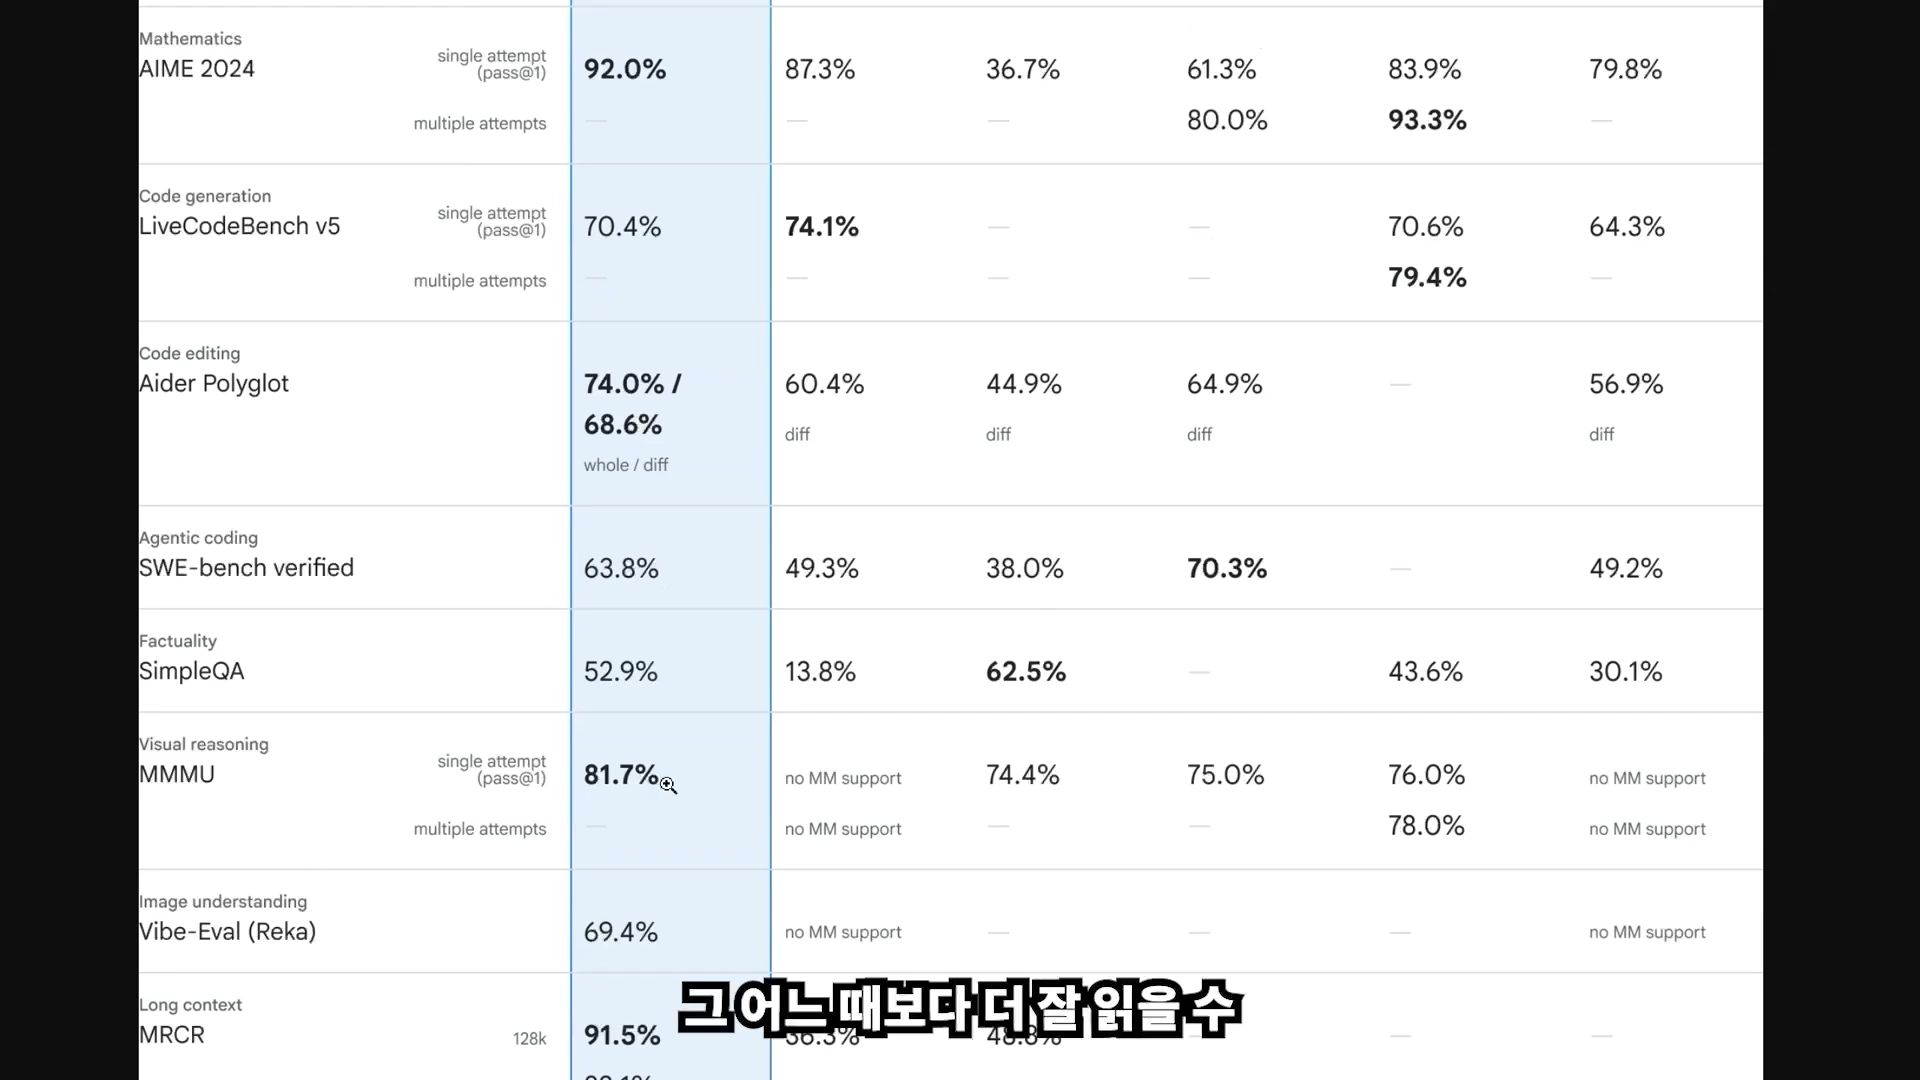 Mathematics
AIME 2024
single attempt
(pass@1)
92.0% 87.3% 36.7% 61.3% 83.9% 79.8%
multiple attempts — — — 80.0% 93.3% —
Code generation
LiveCodeBench v5
single attempt
(pass@1)
70.4% 74.1% — — 70.6% 64.3%
multiple attempts — — — — 79.4% —
Code editing
Aider Polyglot
74.0% / 60.4% 44.9% 64.9% — 56.9%
68.6% diff diff diff diff
whole / diff
Agentic coding
SWE-bench verified 63.8% 49.3% 38.0% 70.3% — 49.2%
Factuality
SimpleQA 52.9% 13.8% 62.5% — 43.6% 30.1%
Visual reasoning
MMMU
single attempt
(pass@1)
81.7% no MM support 74.4% 75.0% 76.0% no MM support
multiple attempts — no MM support — — 78.0% no MM support
Image understanding
Vibe-Eval (Reka) 69.4% no MM support — — — no MM support
Long context
MRCR 128k 91.5% 36.3% 48.8% — — —
그 어느 때보다 더 잘 읽을 수